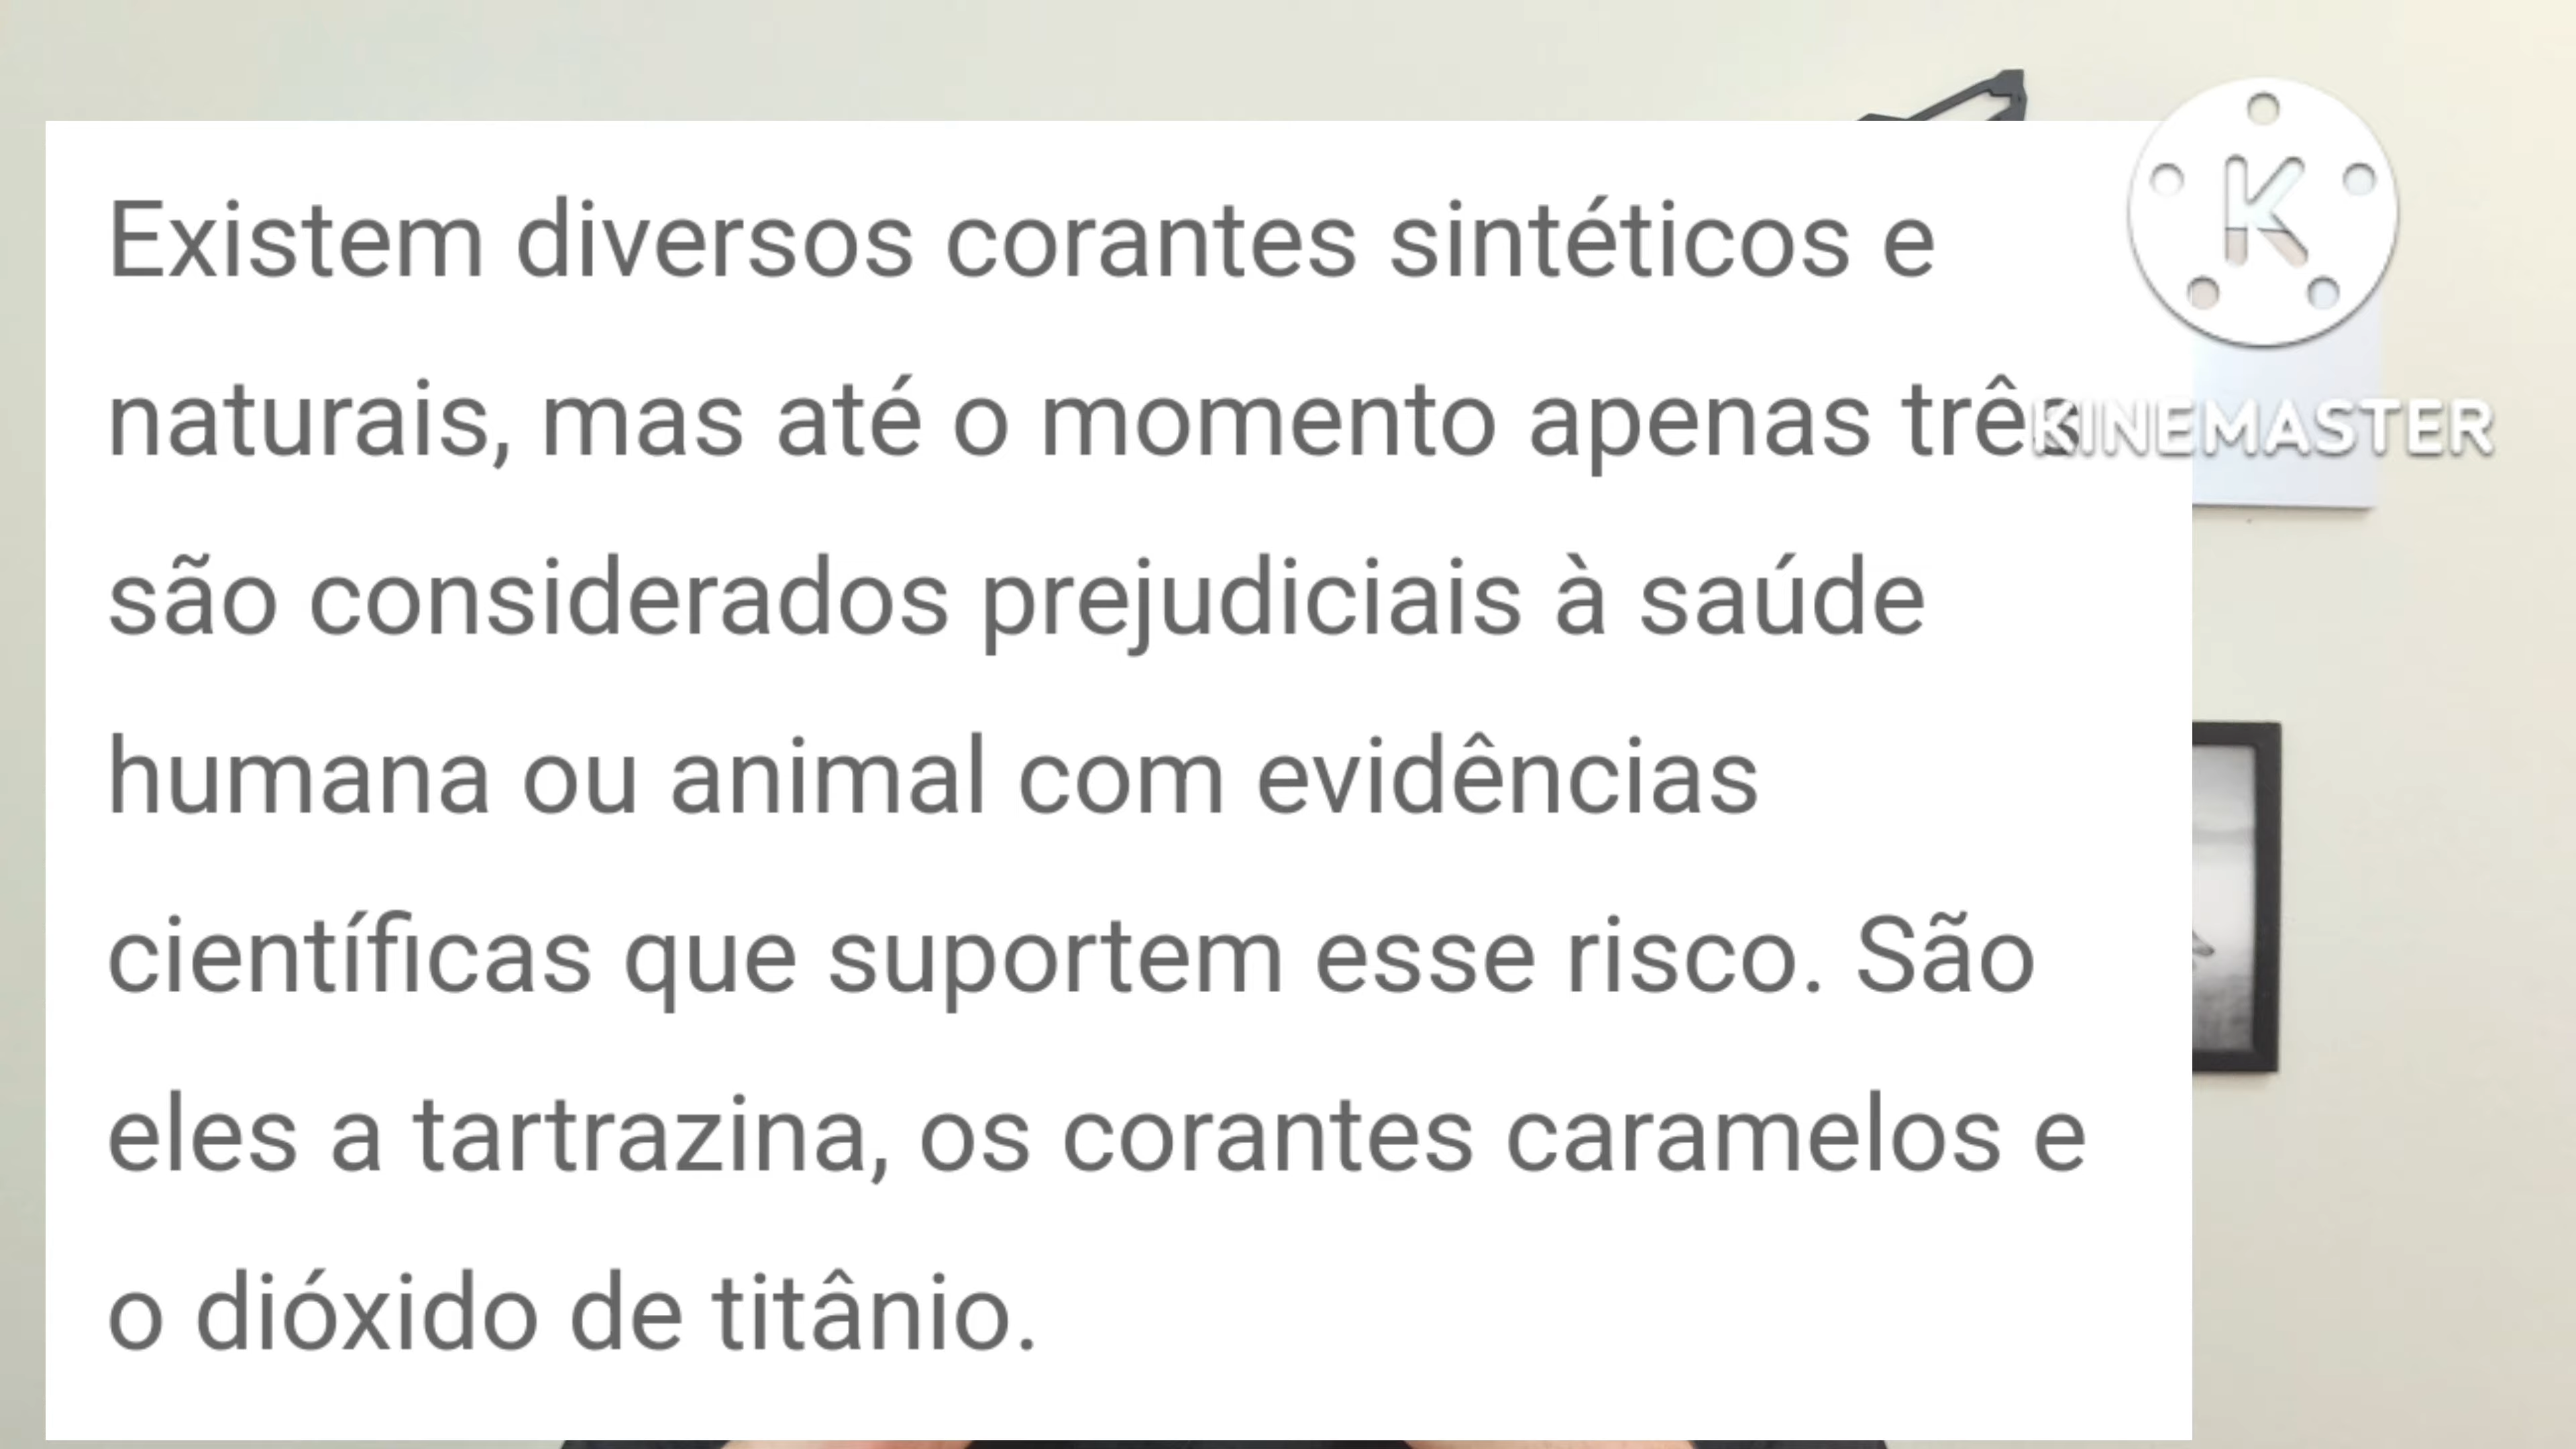 Existem diversos corantes sintéticos e
naturais, mas até o momento apenas três
são considerados prejudiciais à saúde
humana ou animal com evidências
científicas que suportem esse risco. São
eles a tartrazina, os corantes caramelos e
o dióxido de titânio.
K
KINEMASTER